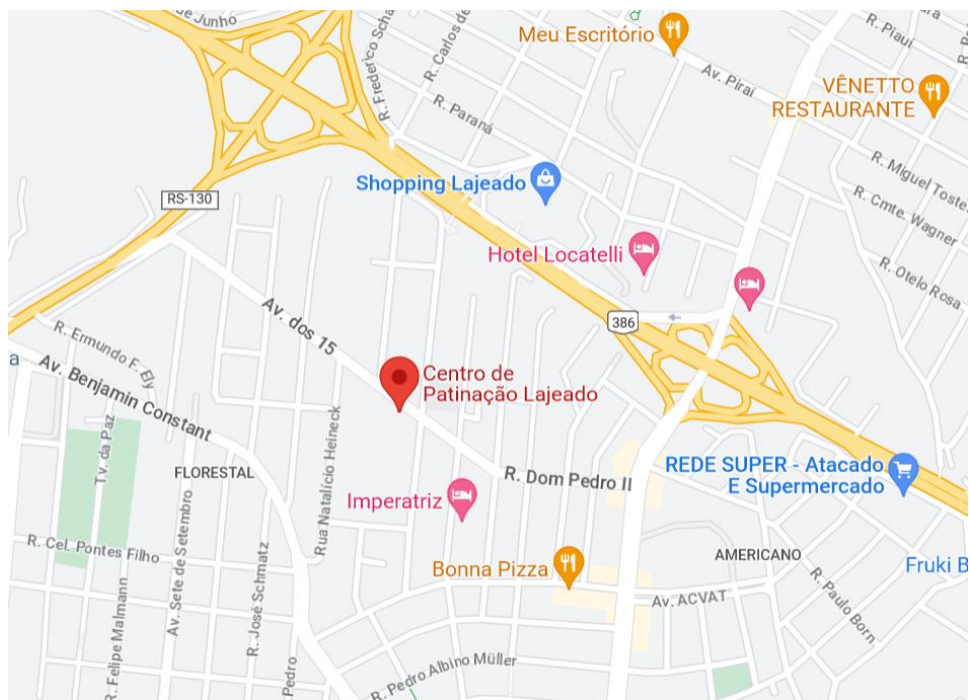 de Junho
R. Frederico Scha
R. Carlos de
Meu Escritório
Av. Pirai
R. Piauí
VÊNETTO
RESTAURANTE
R. Paraná
Shopping Lajeado
R. Miguel Toste
R. Cmte. Wagner
RS-130
Hotel Locatelli
R. Otelo Rosa
Av. dos 15
386
R. Ermundo F. Ely
a
Av. Benjamin Constant
Centro de
Patinação Lajeado
Tv. da Paz
FLORESTAL
Rua Natalício Heineck
R. Dom Pedro II
REDE SUPER - Atacado
E Supermercado
Imperatriz
Av. Sete de Setembro
R. Cel. Pontes Filho
R. José Schmatz
AMERICANO
Bonna Pizza
Fruki B
Av. ACVAT
R. Paulo Born
R. Felipe Malmann
Pedro
R. Pedro Albino Müller